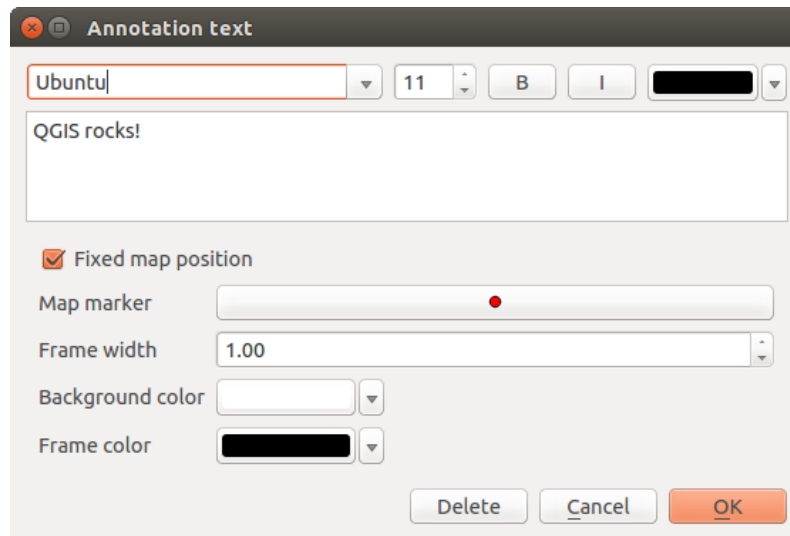 Annotation text
Ubuntu 11 B I
QGIS rocks!
Fixed map position
Map marker
Frame width 1.00
Background color
Frame color
Delete Cancel OK